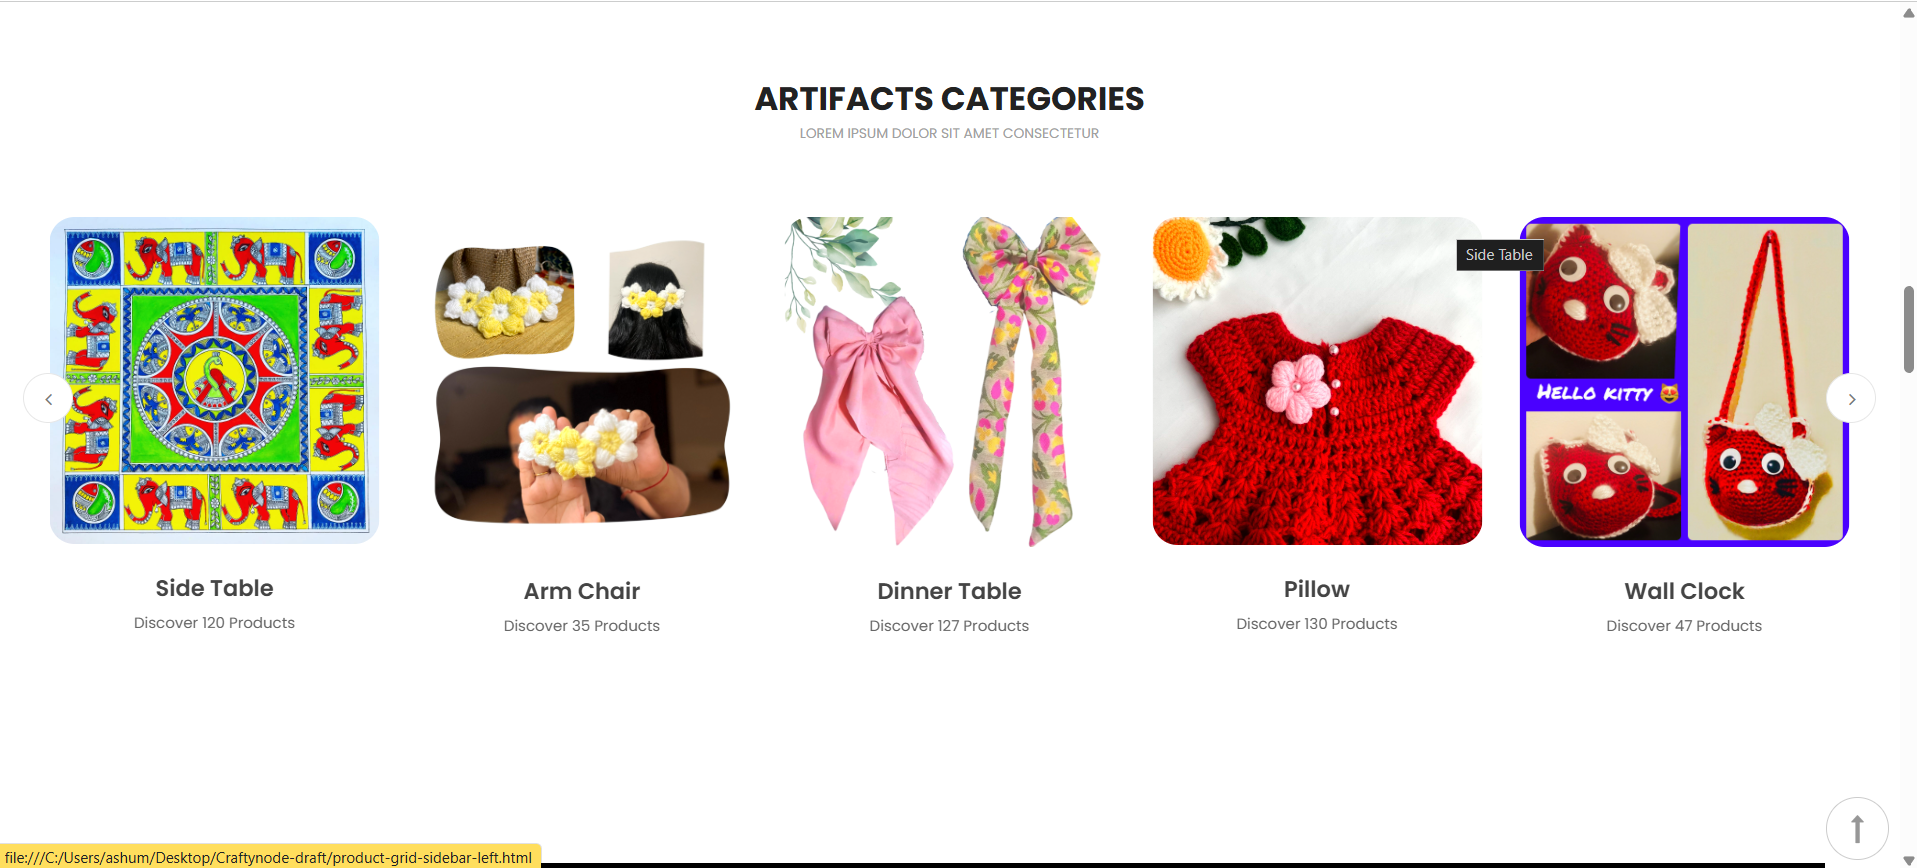 ARTIFACTS CATEGORIES
LOREM IPSUM DOLOR SIT AMET CONSECTETUR
Side Table
HELLO KITTY 😻
Side Table
Discover 120 Products
Arm Chair
Discover 35 Products
Dinner Table
Discover 127 Products
Pillow
Discover 130 Products
Wall Clock
Discover 47 Products
file:///C:/Users/ashum/Desktop/Craftynode-draft/product-grid-sidebar-left.html